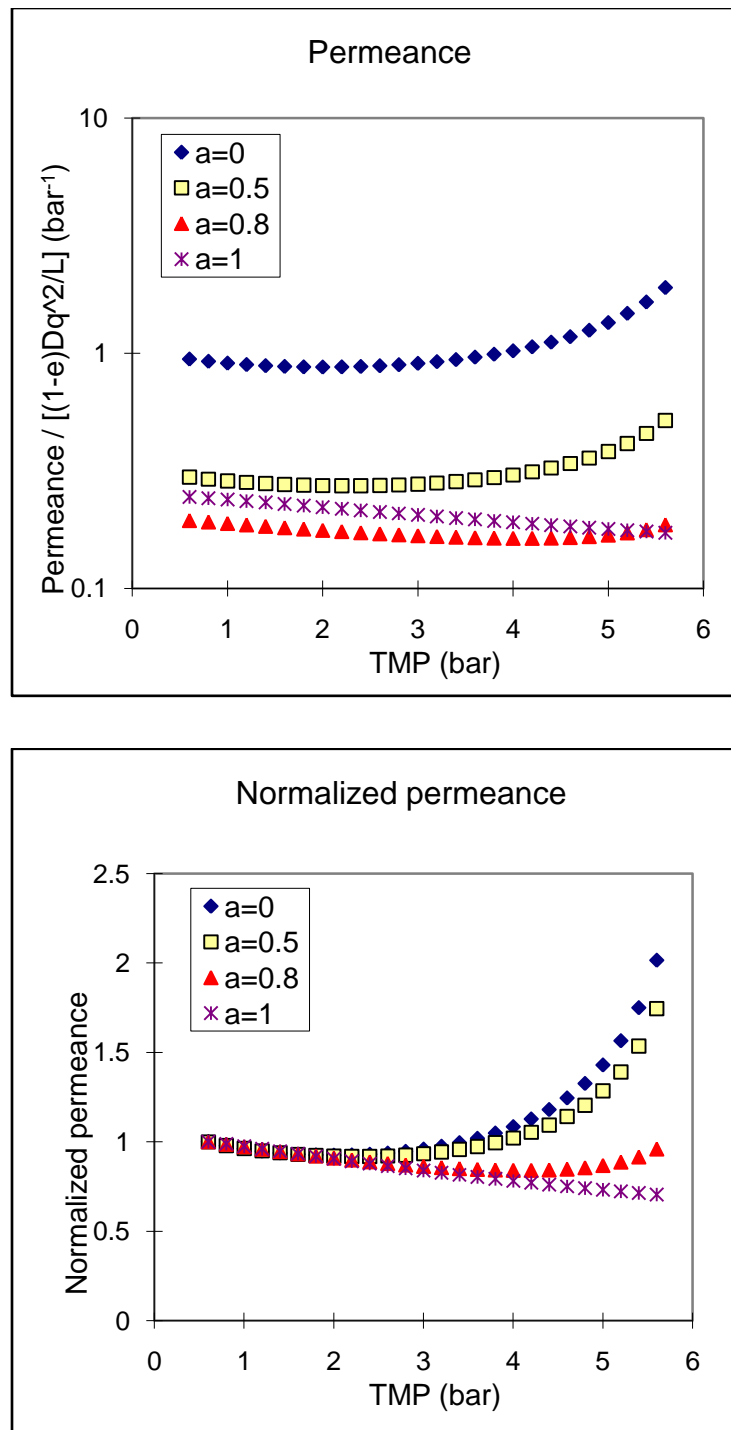 Permeance
Permeance / [(1-e)Dq^2/L] (bar⁻¹)
10
1
0.1
a=0
a=0.5
a=0.8
a=1
0 1 2 3 4 5 6
TMP (bar)
Normalized permeance
Normalized permeance
2.5
2
1.5
1
0.5
0
a=0
a=0.5
a=0.8
a=1
0 1 2 3 4 5 6
TMP (bar)